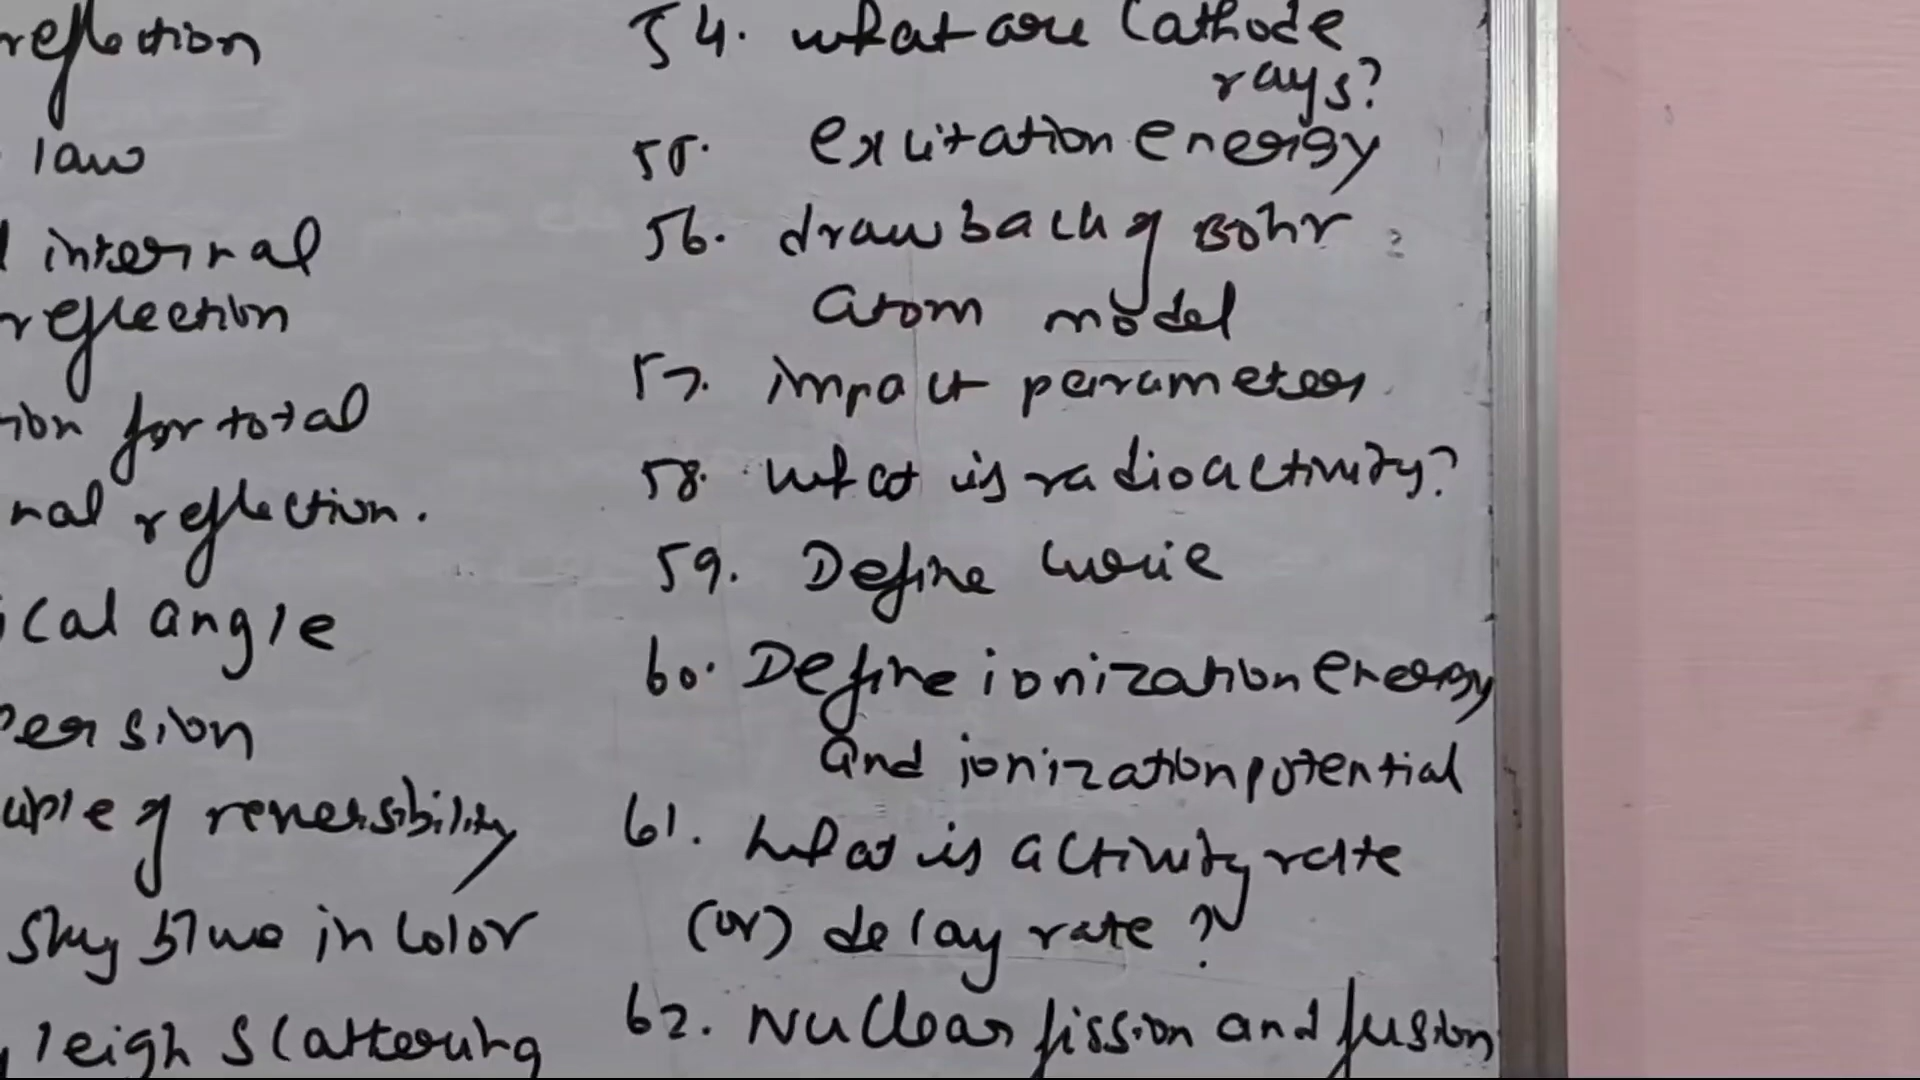 reflection
law
internal
reflection
for total
nal reflection.
ical angle
persion
of reversibility
sky blue in color
leigh scattering
54. what are Cathode
rays?
55. excitation energy
56. drawback of Bohr
atom model
57. impact parameter
58. what is radioactivity?
59. Define curie
60. Define ionization energy
and ionization potential
61. what is activity rate
(or) decay rate?
62. Nuclear fission and fusion